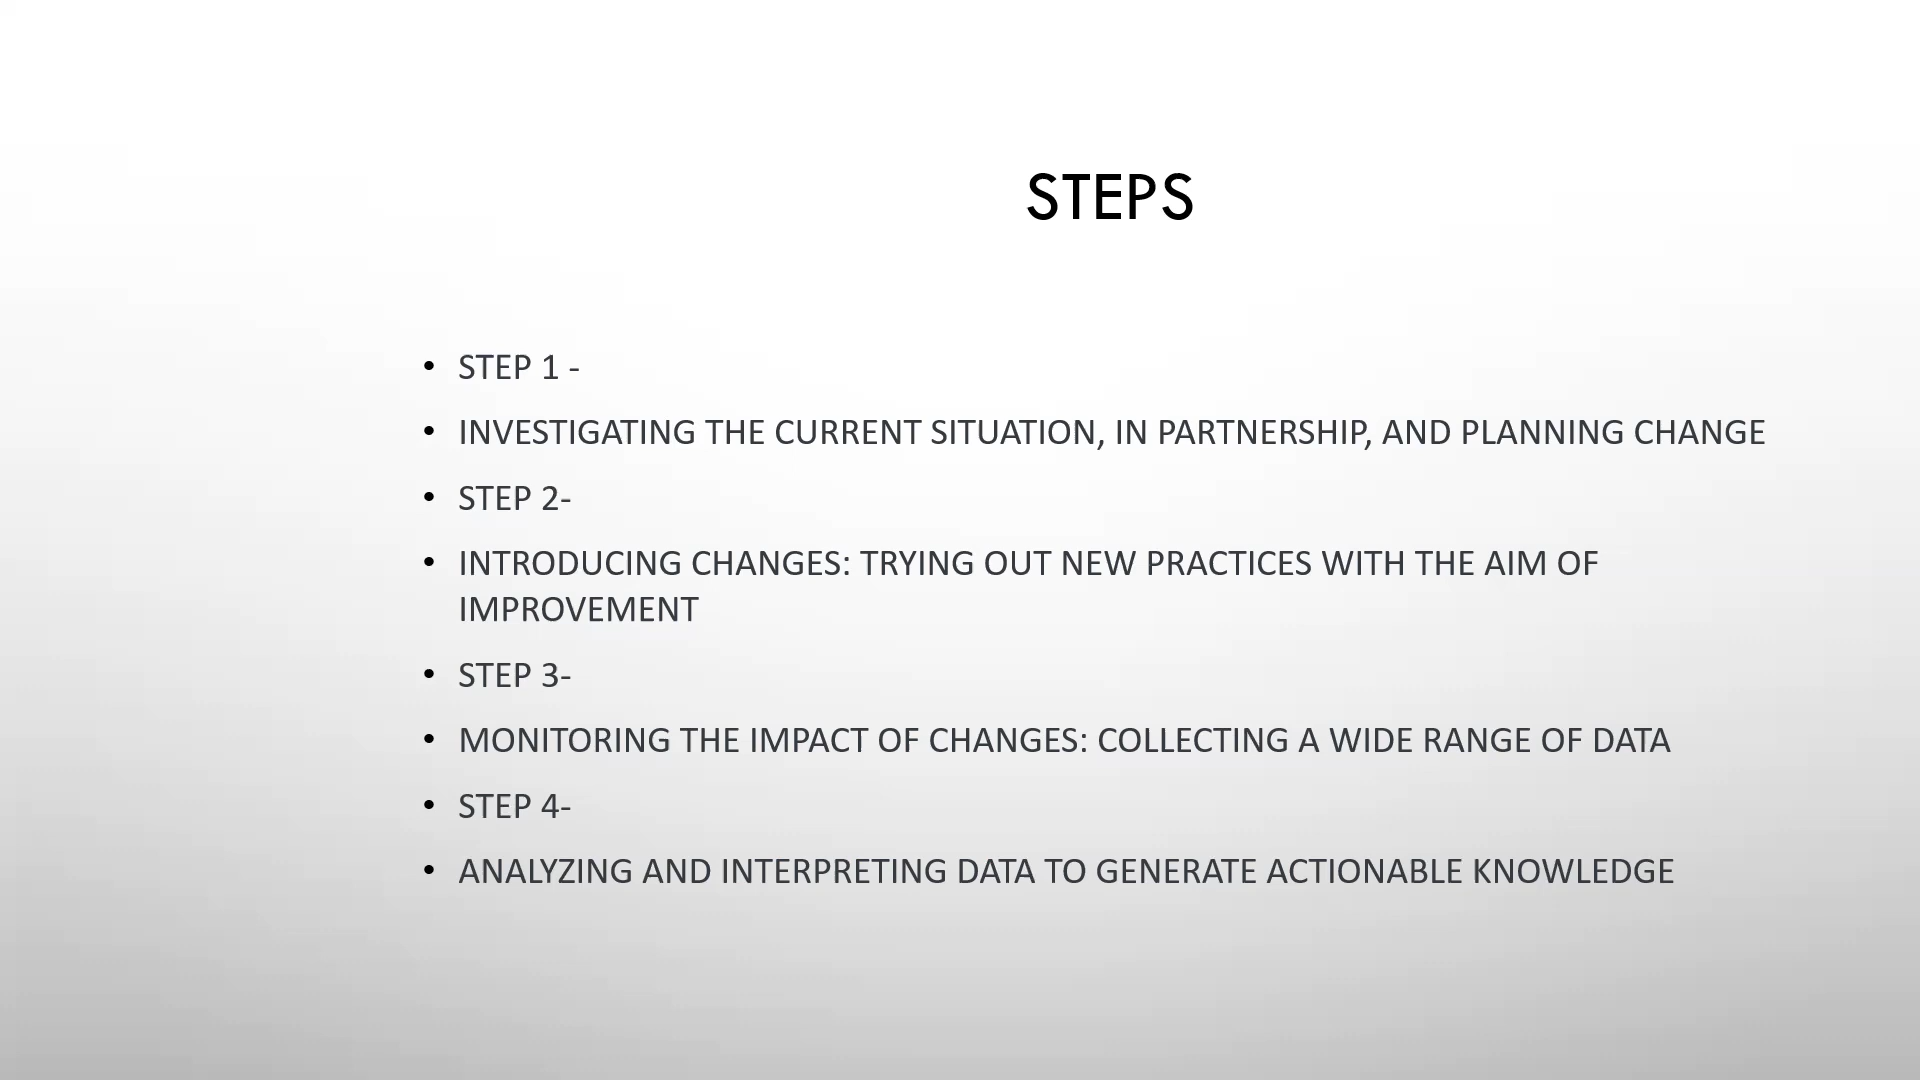 STEPS
• STEP 1 -
• INVESTIGATING THE CURRENT SITUATION, IN PARTNERSHIP, AND PLANNING CHANGE
• STEP 2-
• INTRODUCING CHANGES: TRYING OUT NEW PRACTICES WITH THE AIM OF
IMPROVEMENT
• STEP 3-
• MONITORING THE IMPACT OF CHANGES: COLLECTING A WIDE RANGE OF DATA
• STEP 4-
• ANALYZING AND INTERPRETING DATA TO GENERATE ACTIONABLE KNOWLEDGE